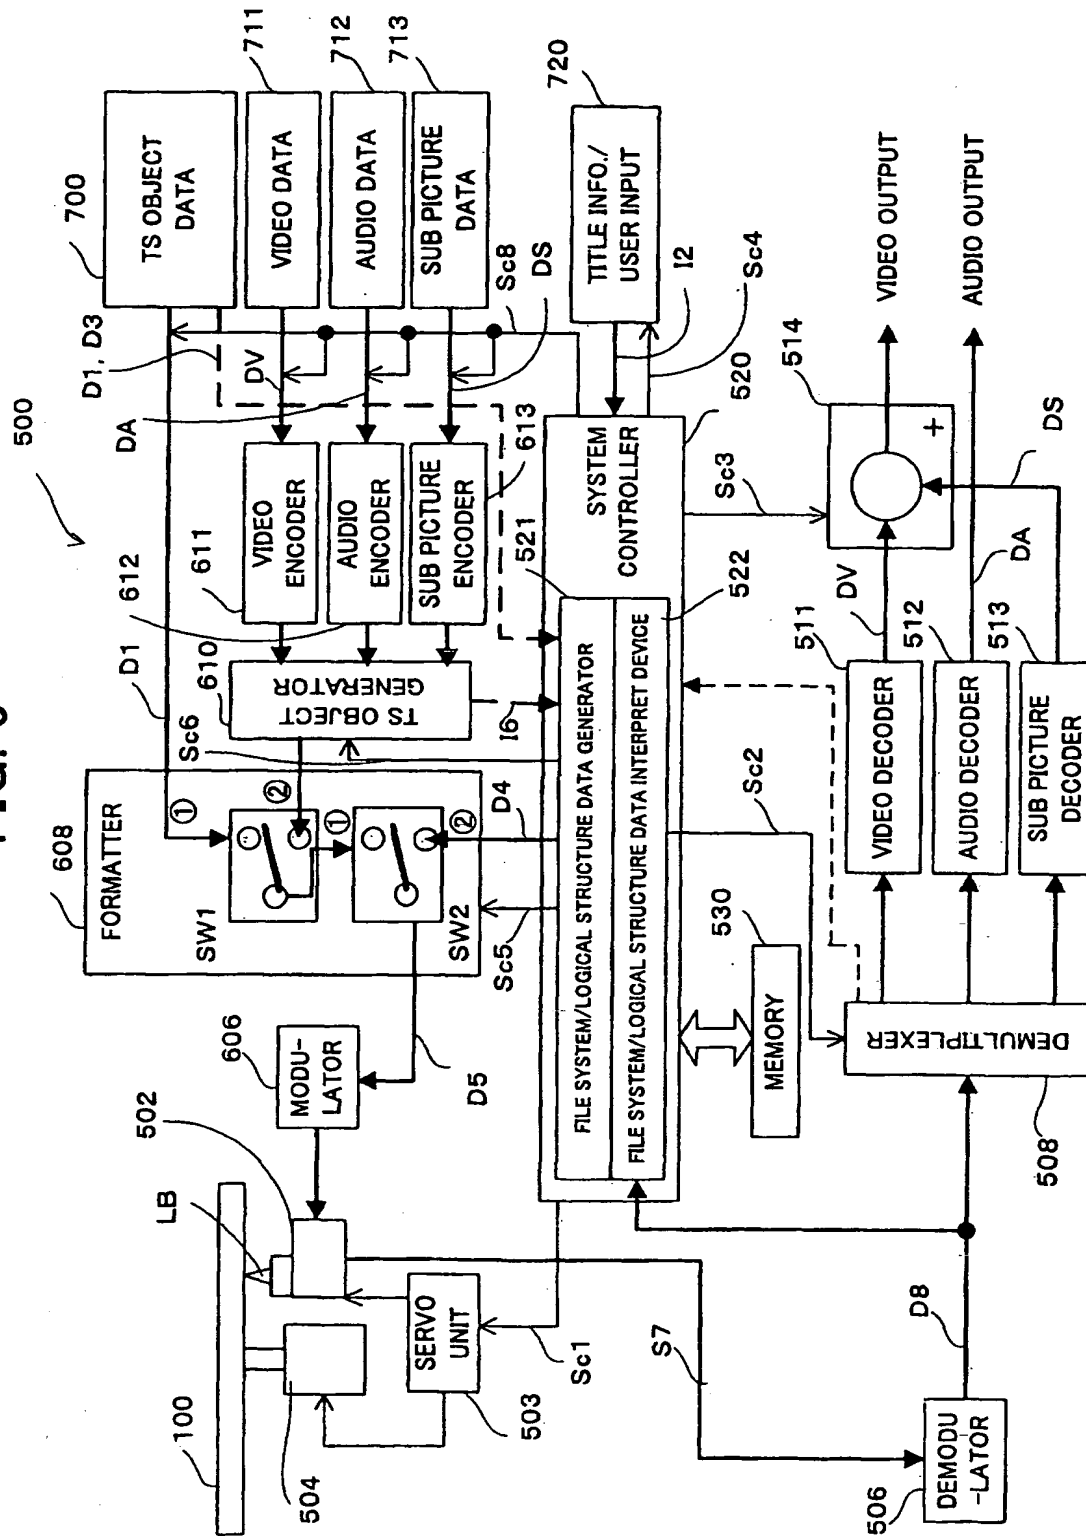 500
100
LB
502
504
503
SERVO
UNIT
Sc1
606
MODU-
LATOR
D5
S7
506
DEMODU
-LATOR
D8
608
FORMATTER
①
②
SW1
①
②
SW2
Sc5
D4
D1
Sc6
610
TS OBJECT
GENERATOR
I6
612
611
VIDEO
ENCODER
AUDIO
ENCODER
SUB PICTURE
ENCODER
613
D1, D3
DV
DA
DS
Sc8
700
TS OBJECT
DATA
711
VIDEO DATA
712
AUDIO DATA
713
SUB PICTURE
DATA
720
TITLE INFO./
USER INPUT
I2
Sc4
520
SYSTEM
CONTROLLER
521
522
FILE SYSTEM/LOGICAL STRUCTURE DATA GENERATOR
FILE SYSTEM/LOGICAL STRUCTURE DATA INTERPRET DEVICE
530
MEMORY
Sc2
Sc3
508
DEMULTIPLEXER
511
VIDEO DECODER
512
AUDIO DECODER
513
SUB PICTURE
DECODER
DV
DA
DS
514
+
VIDEO OUTPUT
AUDIO OUTPUT